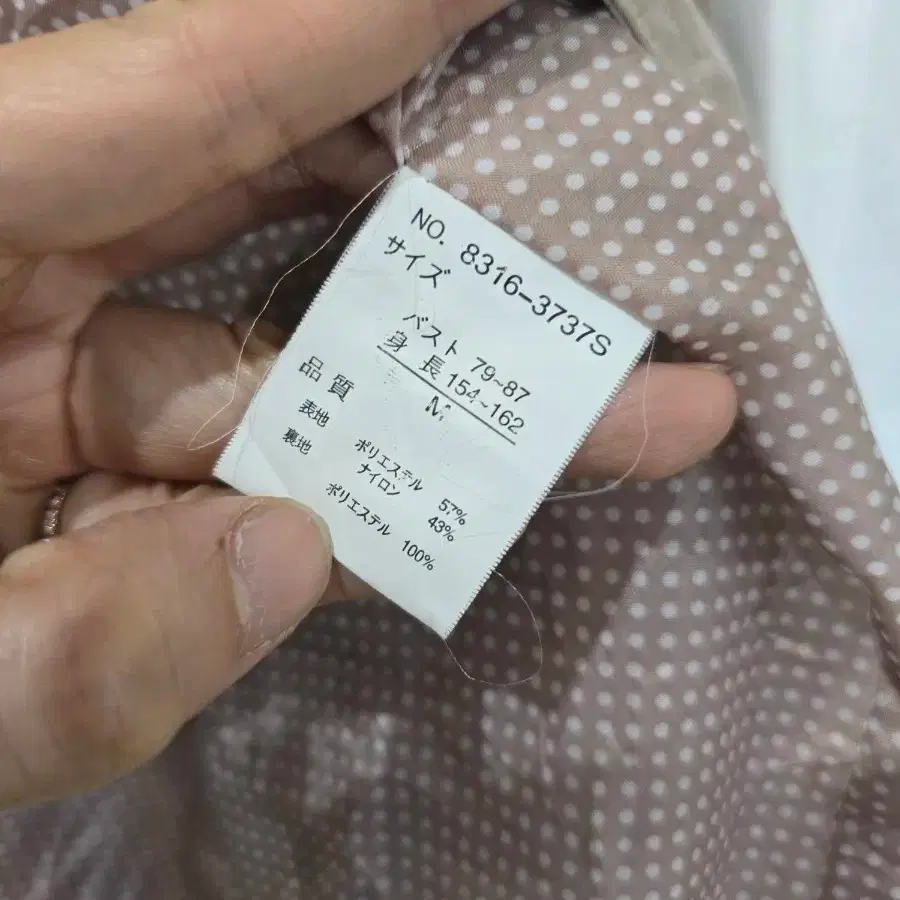 NO. 8316-3737S
サイズ
バスト 79~87
身 長 154~162
M
品 質
表地 ポリエステル 57%
ナイロン 43%
裏地 ポリエステル 100%